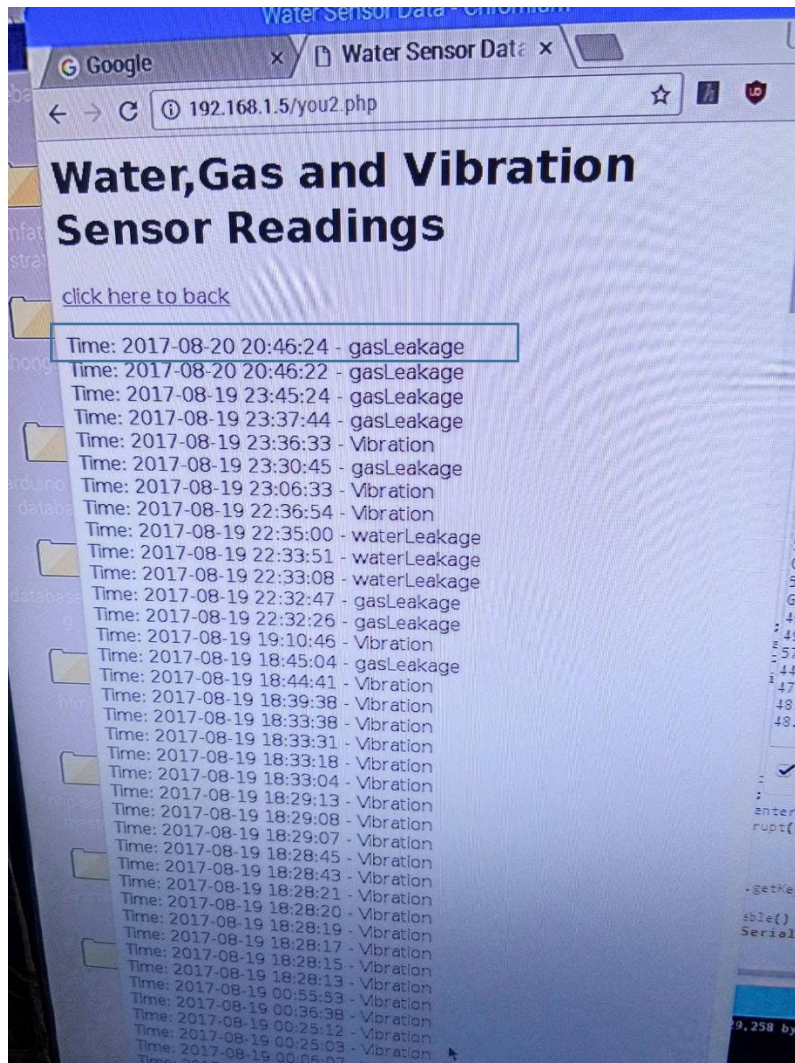 Water Sensor Data - Chromium
Google
Water Sensor Data
192.168.1.5/you2.php
Water,Gas and Vibration
Sensor Readings
click here to back
Time: 2017-08-20 20:46:24 - gasLeakage
Time: 2017-08-20 20:46:22 - gasLeakage
Time: 2017-08-19 23:45:24 - gasLeakage
Time: 2017-08-19 23:37:44 - gasLeakage
Time: 2017-08-19 23:36:33 - Vibration
Time: 2017-08-19 23:30:45 - gasLeakage
Time: 2017-08-19 23:06:33 - Vibration
Time: 2017-08-19 22:36:54 - Vibration
Time: 2017-08-19 22:35:00 - waterLeakage
Time: 2017-08-19 22:33:51 - waterLeakage
Time: 2017-08-19 22:33:08 - waterLeakage
Time: 2017-08-19 22:32:47 - gasLeakage
Time: 2017-08-19 22:32:26 - gasLeakage
Time: 2017-08-19 19:10:46 - Vibration
Time: 2017-08-19 18:45:04 - gasLeakage
Time: 2017-08-19 18:44:41 - Vibration
Time: 2017-08-19 18:39:38 - Vibration
Time: 2017-08-19 18:33:38 - Vibration
Time: 2017-08-19 18:33:31 - Vibration
Time: 2017-08-19 18:33:18 - Vibration
Time: 2017-08-19 18:33:04 - Vibration
Time: 2017-08-19 18:29:13 - Vibration
Time: 2017-08-19 18:29:08 - Vibration
Time: 2017-08-19 18:29:07 - Vibration
Time: 2017-08-19 18:28:45 - Vibration
Time: 2017-08-19 18:28:43 - Vibration
Time: 2017-08-19 18:28:21 - Vibration
Time: 2017-08-19 18:28:20 - Vibration
Time: 2017-08-19 18:28:19 - Vibration
Time: 2017-08-19 18:28:17 - Vibration
Time: 2017-08-19 18:28:15 - Vibration
Time: 2017-08-19 18:28:13 - Vibration
Time: 2017-08-19 00:55:53 - Vibration
Time: 2017-08-19 00:36:38 - Vibration
Time: 2017-08-19 00:25:12 - Vibration
Time: 2017-08-19 00:25:03 - Vibration